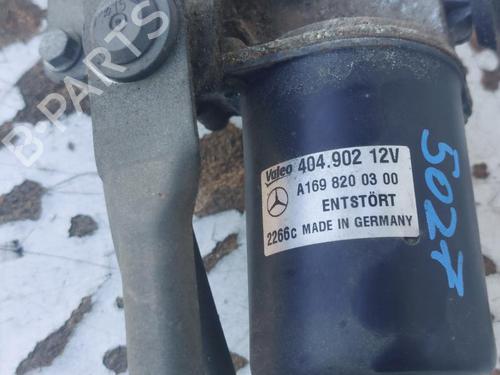 B-PARTS
Valeo 404.902 12V
A169 820 03 00
ENTSTÖRT
2266c MADE IN GERMANY
5027